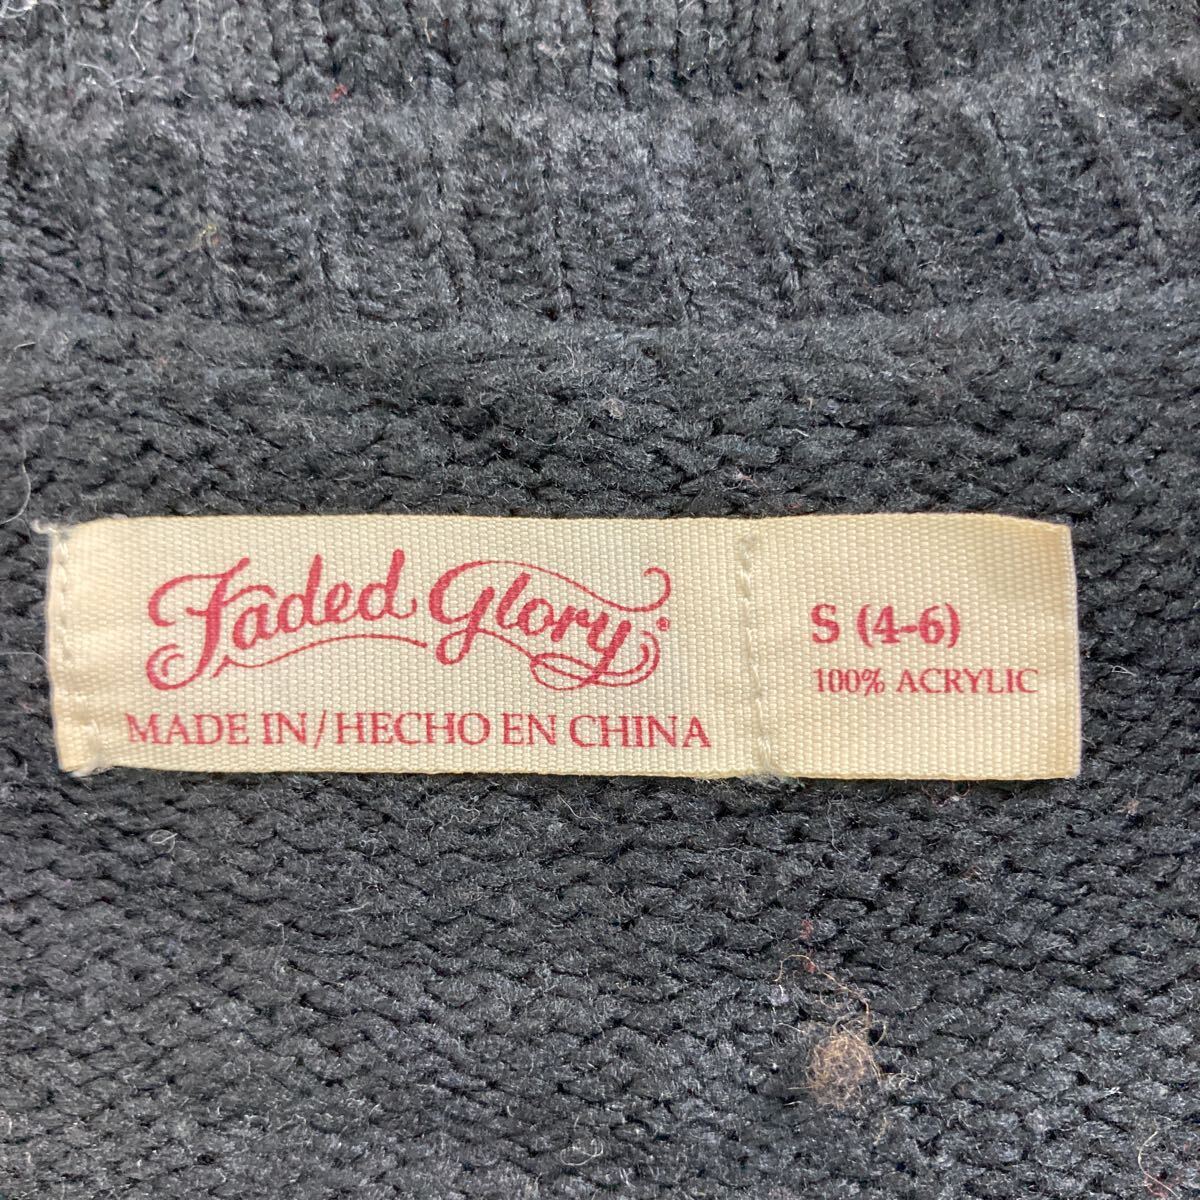 Faded Glory®
MADE IN/HECHO EN CHINA
S (4-6)
100% ACRYLIC